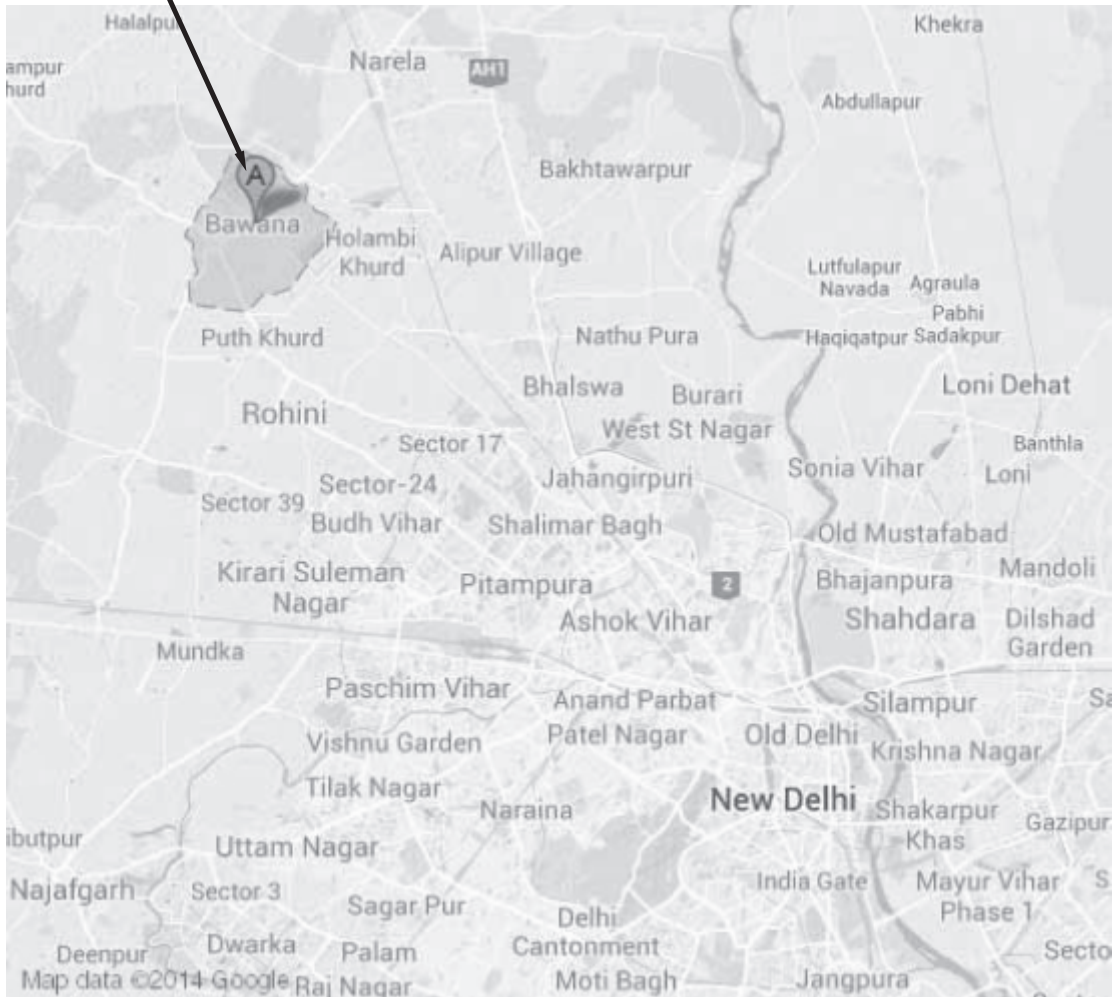 Halalpur
Khekra
Narela
AH1
ampur
hurd
Abdullapur
A
Bakhtawarpur
Bawana
Holambi
Khurd
Alipur Village
Lutfulapur
Navada
Agraula
Pabhi
Puth Khurd
Nathu Pura
Haqiqatpur
Sadakpur
Bhalswa
Burari
Loni Dehat
Rohini
West St Nagar
Sector 17
Banthla
Sonia Vihar
Loni
Sector-24
Jahangirpuri
Sector 39
Budh Vihar
Shalimar Bagh
Old Mustafabad
Kirari Suleman
Nagar
Pitampura
2
Bhajanpura
Mandoli
Ashok Vihar
Shahdara
Dilshad
Garden
Mundka
Paschim Vihar
Anand Parbat
Silampur
Sa
Vishnu Garden
Patel Nagar
Old Delhi
Krishna Nagar
Tilak Nagar
Naraina
New Delhi
Shakarpur
Khas
Gazipur
ibutpur
Uttam Nagar
Najafgarh
Sector 3
India Gate
Mayur Vihar
Phase 1
S
Sagar Pur
Delhi
Cantonment
Deenpur
Dwarka
Palam
Secto
Map data ©2014 Google
Raj Nagar
Moti Bagh
Jangpura